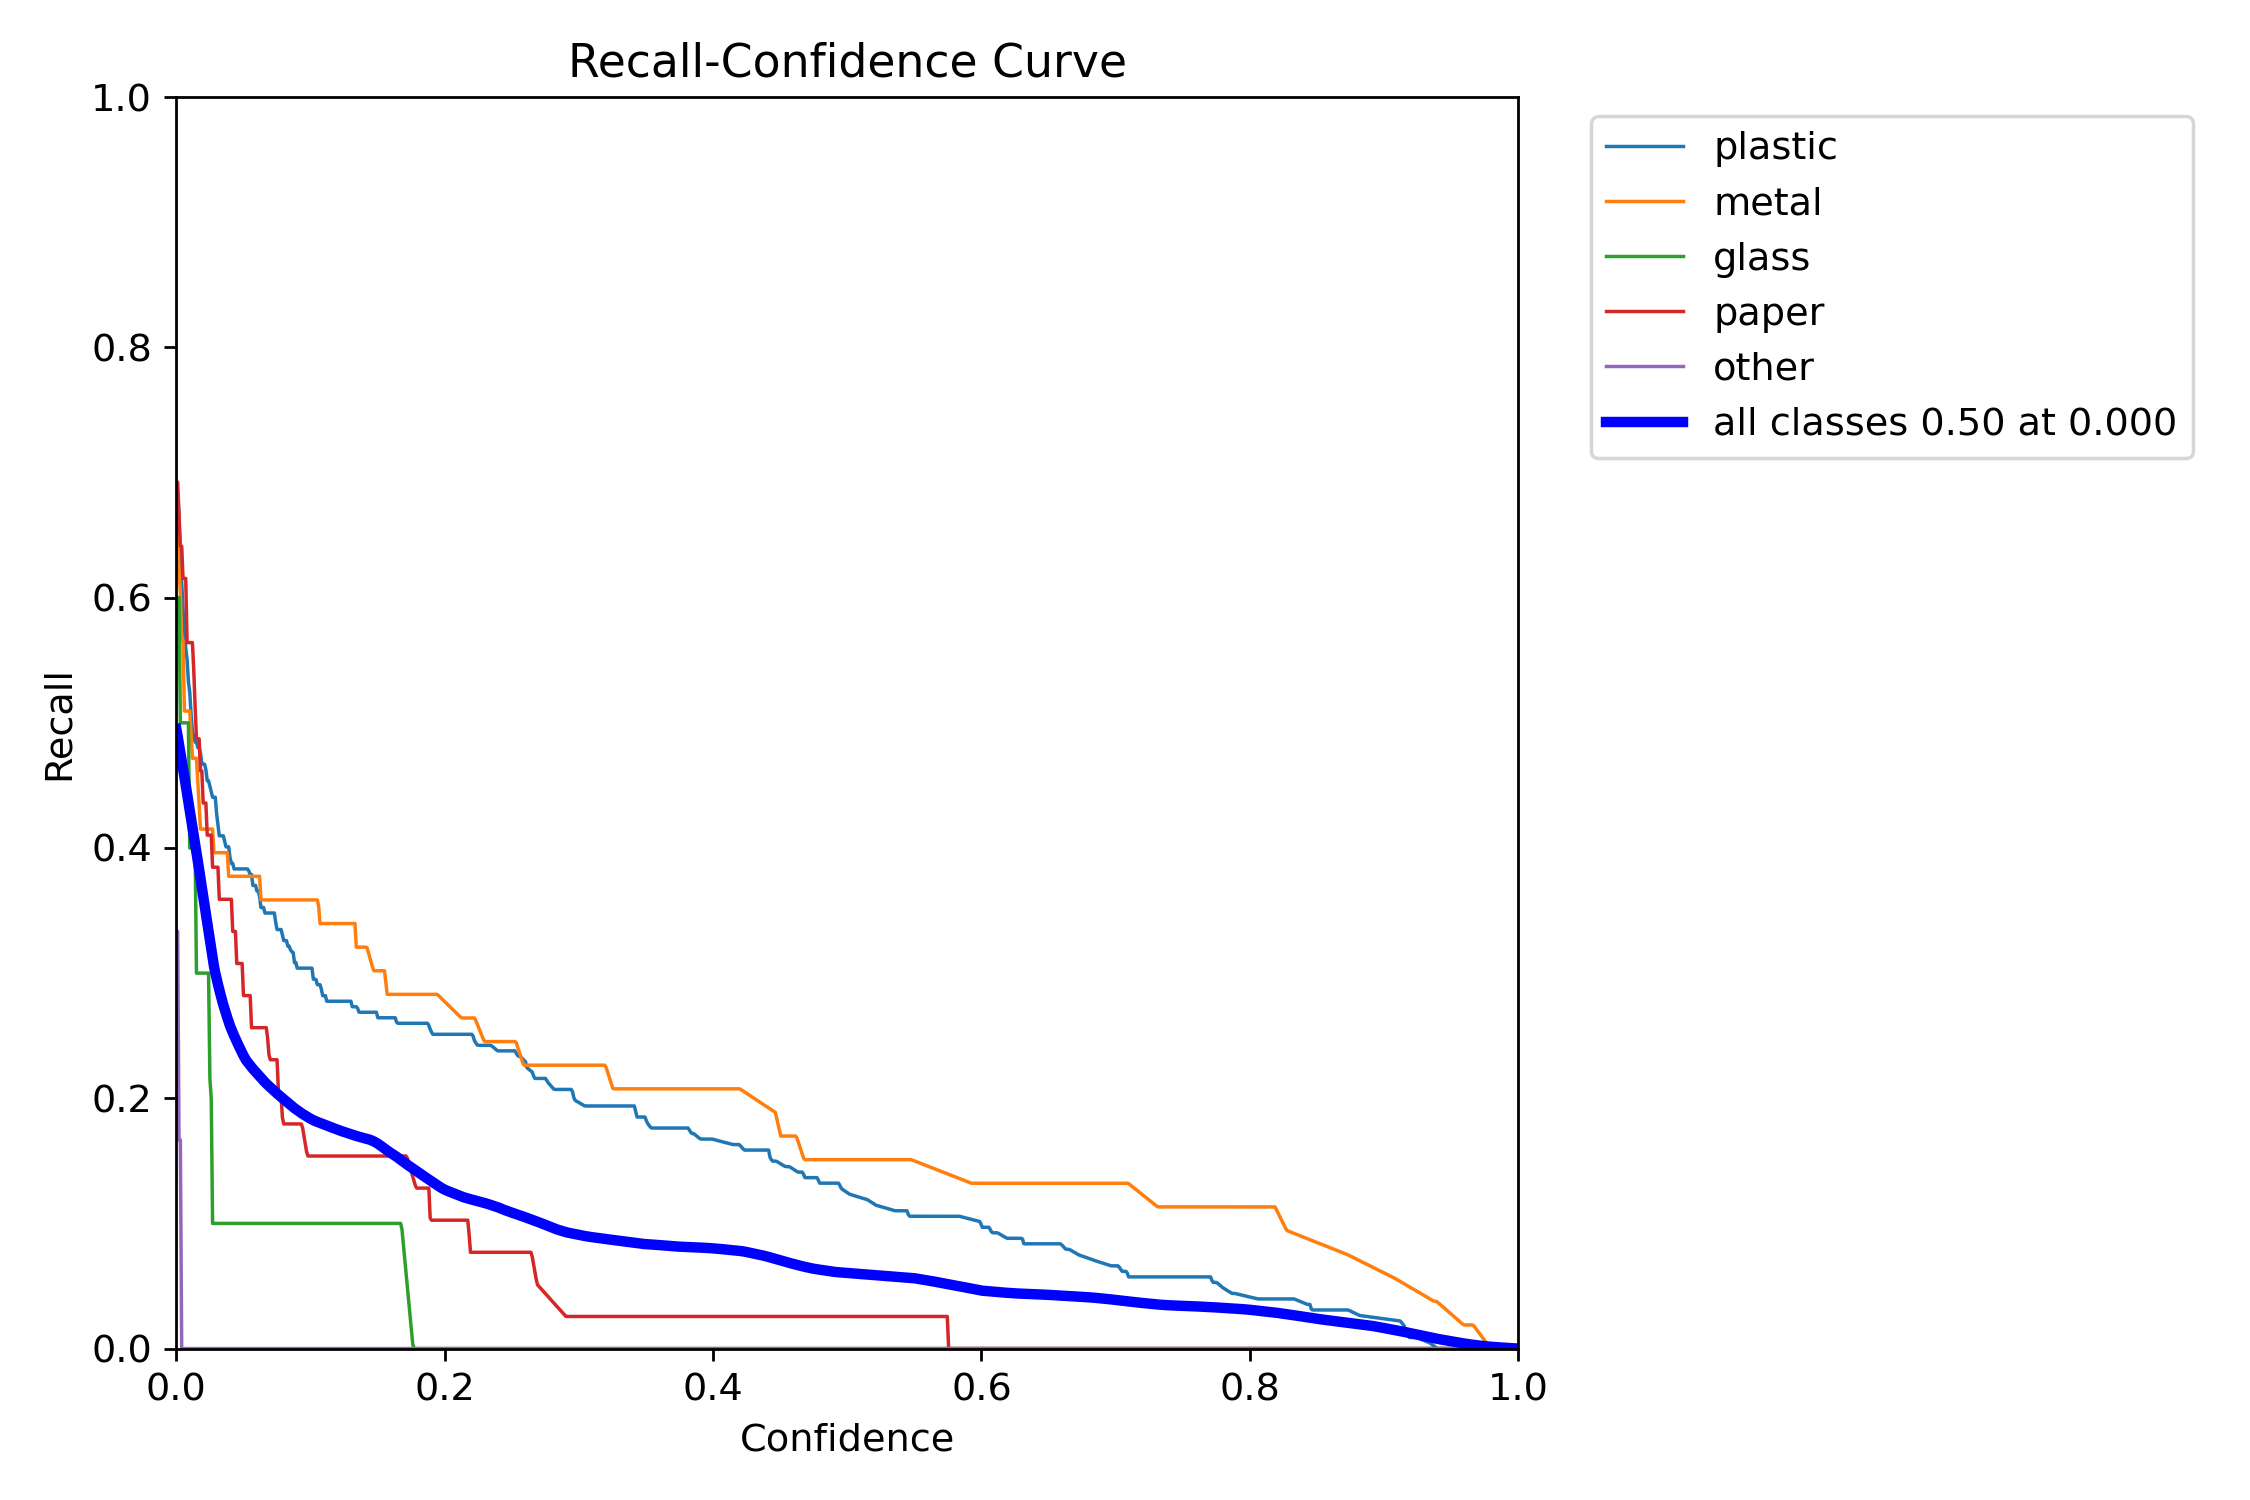 Recall-Confidence Curve
1.0
0.8
0.6
0.4
0.2
0.0
Recall
0.0 0.2 0.4 0.6 0.8 1.0
Confidence
plastic
metal
glass
paper
other
all classes 0.50 at 0.000